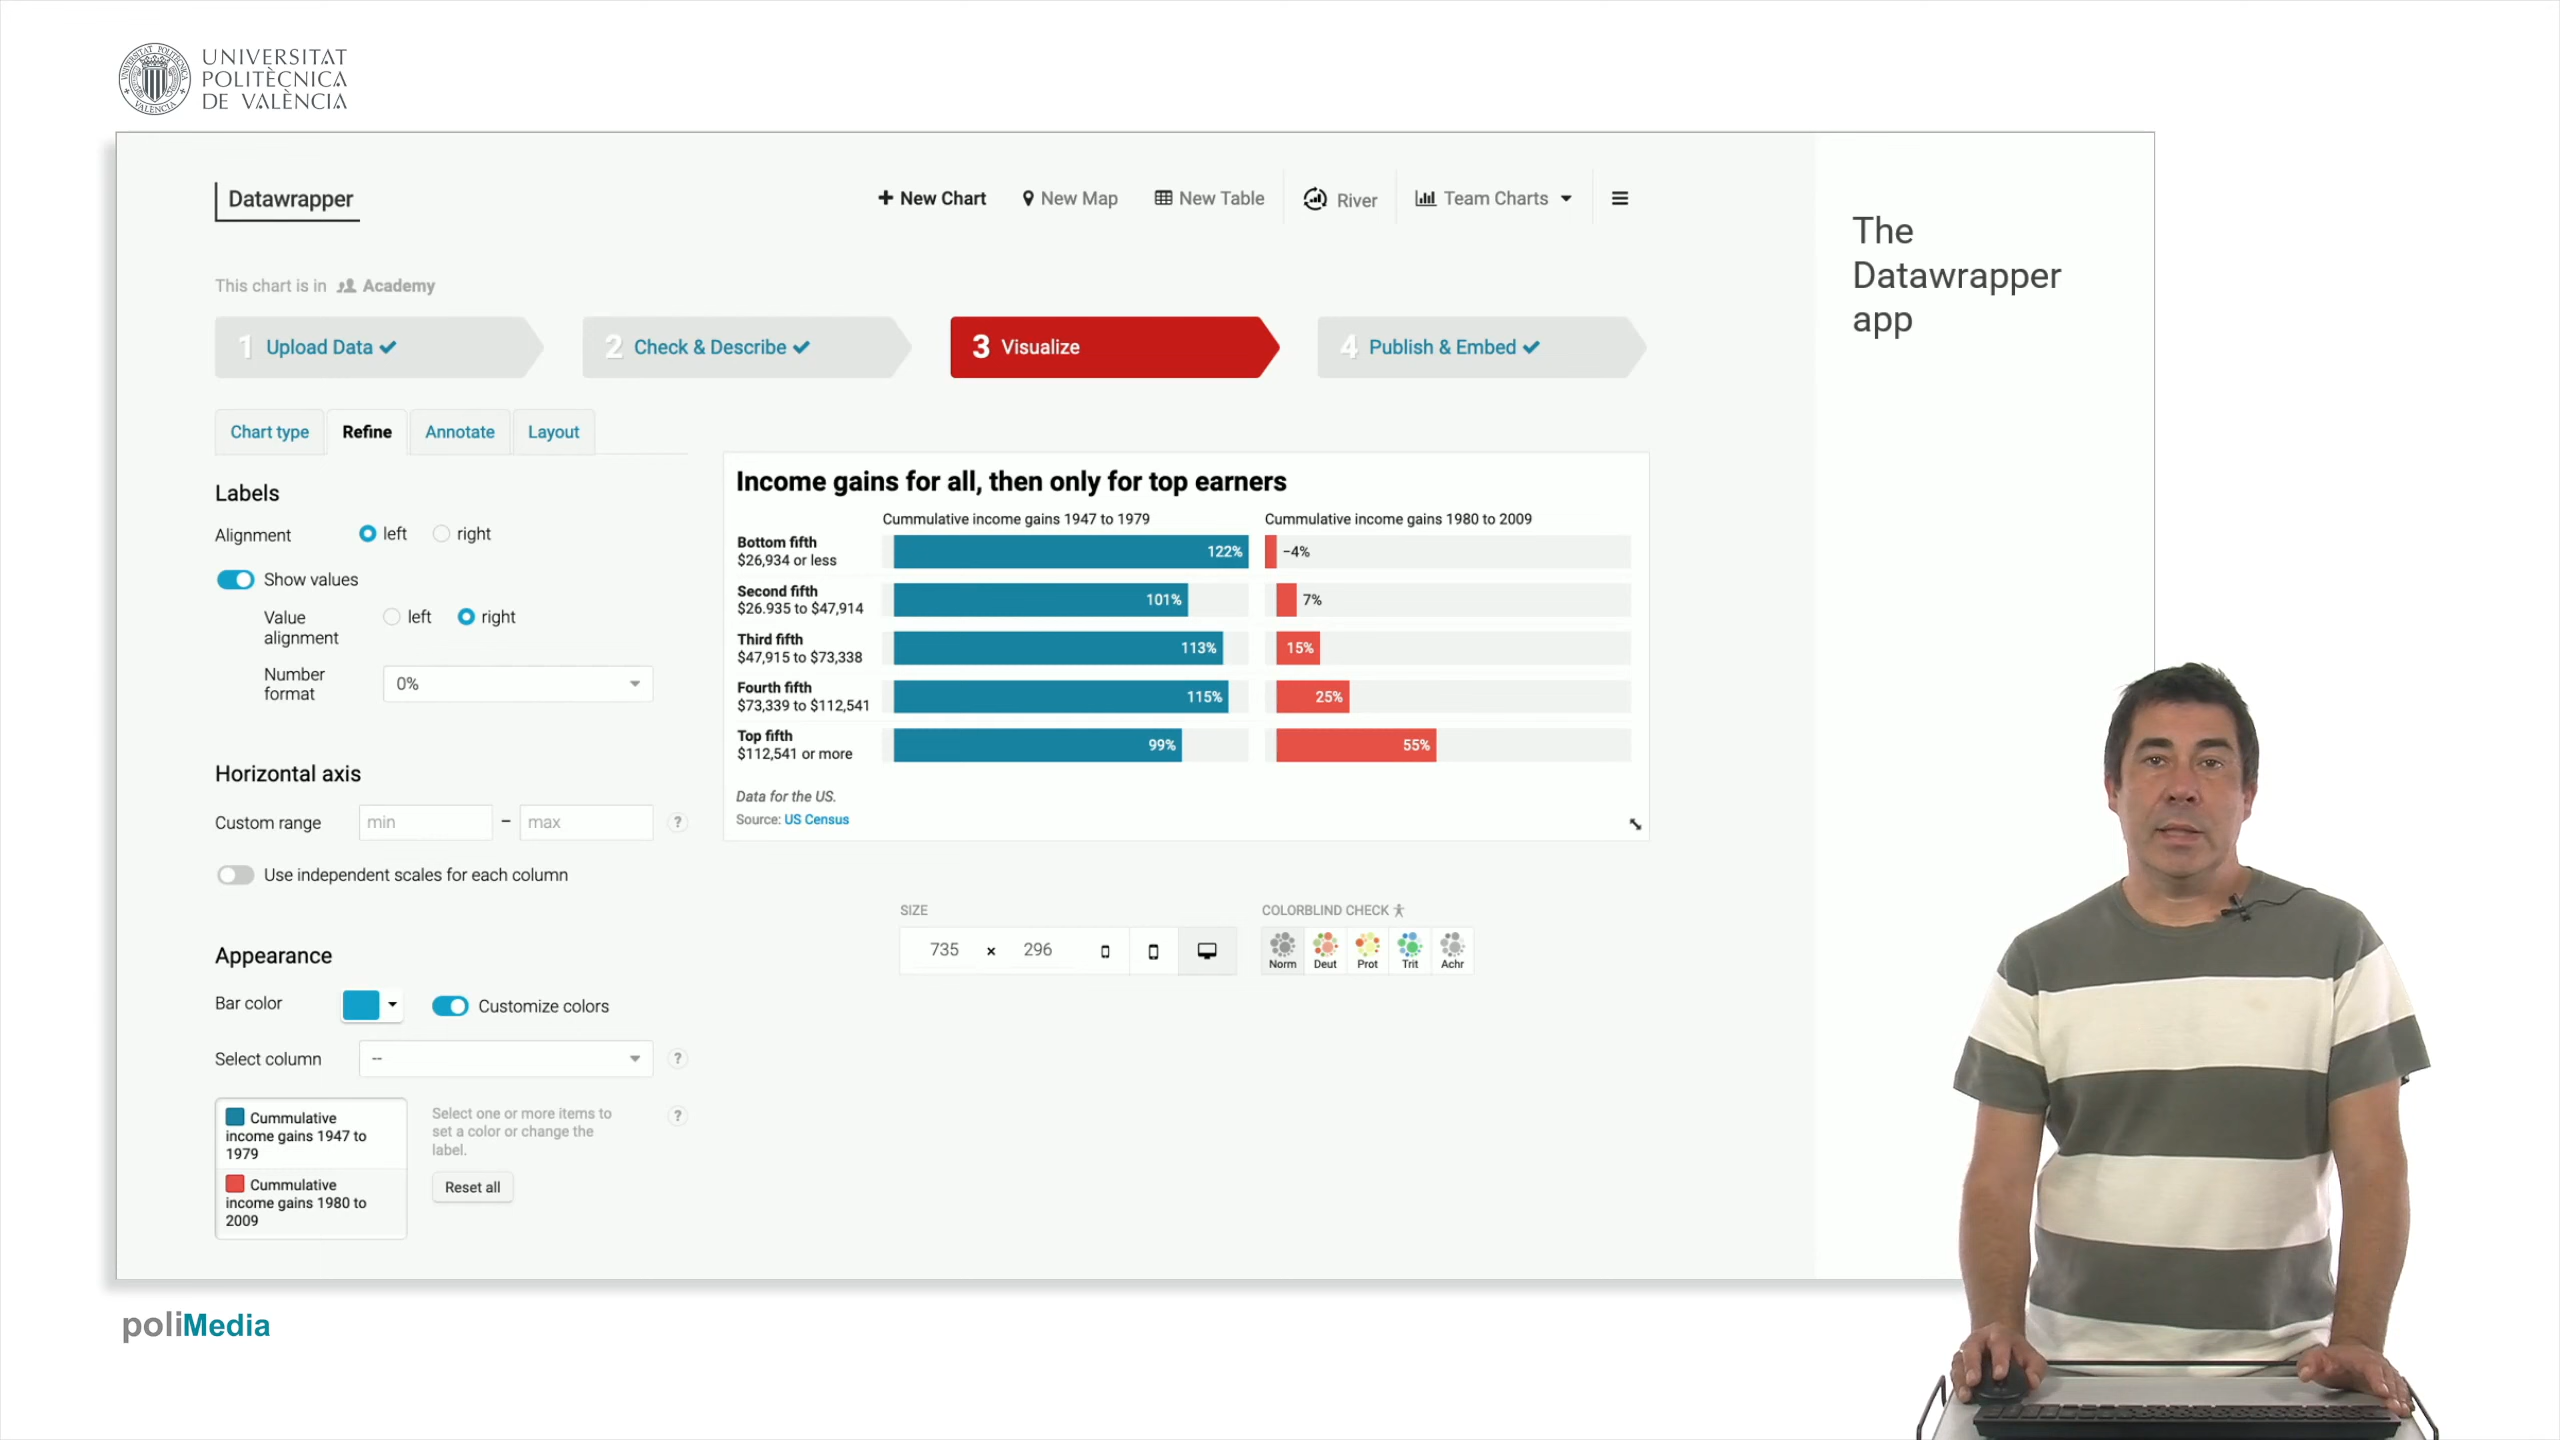 UNIVERSITAT
POLITÈCNICA
DE VALÈNCIA
Datawrapper
New Chart
New Map
New Table
River
Team Charts
The
Datawrapper
app
This chart is in Academy
1 Upload Data
2 Check & Describe
3 Visualize
4 Publish & Embed
Chart type
Refine
Annotate
Layout
Labels
Alignment left right
Show values
Value
alignment
left right
Number
format
0%
Horizontal axis
Custom range min – max ?
Use independent scales for each column
Appearance
Bar color
Customize colors
Select column -- ?
Cummulative
income gains 1947 to
1979
Cummulative
income gains 1980 to
2009
Select one or more items to
set a color or change the
label.
?
Reset all
Income gains for all, then only for top earners
Cummulative income gains 1947 to 1979
Cummulative income gains 1980 to 2009
Bottom fifth
$26,934 or less
122%
−4%
Second fifth
$26.935 to $47,914
101%
7%
Third fifth
$47,915 to $73,338
113%
15%
Fourth fifth
$73,339 to $112,541
115%
25%
Top fifth
$112,541 or more
99%
55%
Data for the US.
Source: US Census
SIZE
735 × 296
COLORBLIND CHECK
Norm Deut Prot Trit Achr
poliMedia